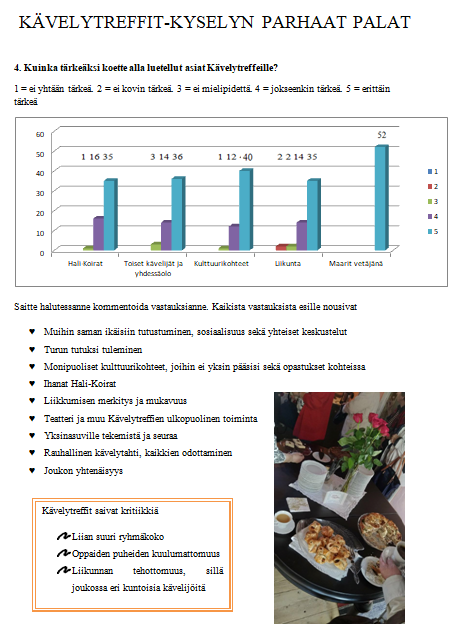 KÄVELYTREFFIT-KYSELYN PARHAAT PALAT
4. Kuinka tärkeäksi koette alla luetellut asiat Kävelytreffeille?
1 = ei yhtään tärkeä. 2 = ei kovin tärkeä. 3 = ei mielipidettä. 4 = jokseenkin tärkeä. 5 = erittäin
tärkeä
60
50
40
30
20
10
0
1 16 35
3 14 36
1 12 · 40
2 2 14 35
52
Hali-Koirat
Toiset kävelijät ja
yhdessäolo
Kulttuurikohteet
Liikunta
Maarit vetäjänä
1
2
3
4
5
Saitte halutessanne kommentoida vastauksianne. Kaikista vastauksista esille nousivat
♥ Muihin saman ikäisiin tutustuminen, sosiaalisuus sekä yhteiset keskustelut
♥ Turun tutuksi tuleminen
♥ Monipuoliset kulttuurikohteet, joihin ei yksin pääsisi sekä opastukset kohteissa
♥ Ihanat Hali-Koirat
♥ Liikkumisen merkitys ja mukavuus
♥ Teatteri ja muu Kävelytreffien ulkopuolinen toiminta
♥ Yksinasuville tekemistä ja seuraa
♥ Rauhallinen kävelytahti, kaikkien odottaminen
♥ Joukon yhtenäisyys
Kävelytreffit saivat kritiikkiä
Liian suuri ryhmäkoko
Oppaiden puheiden kuulumattomuus
Liikunnan tehottomuus, sillä
joukossa eri kuntoisia kävelijöitä